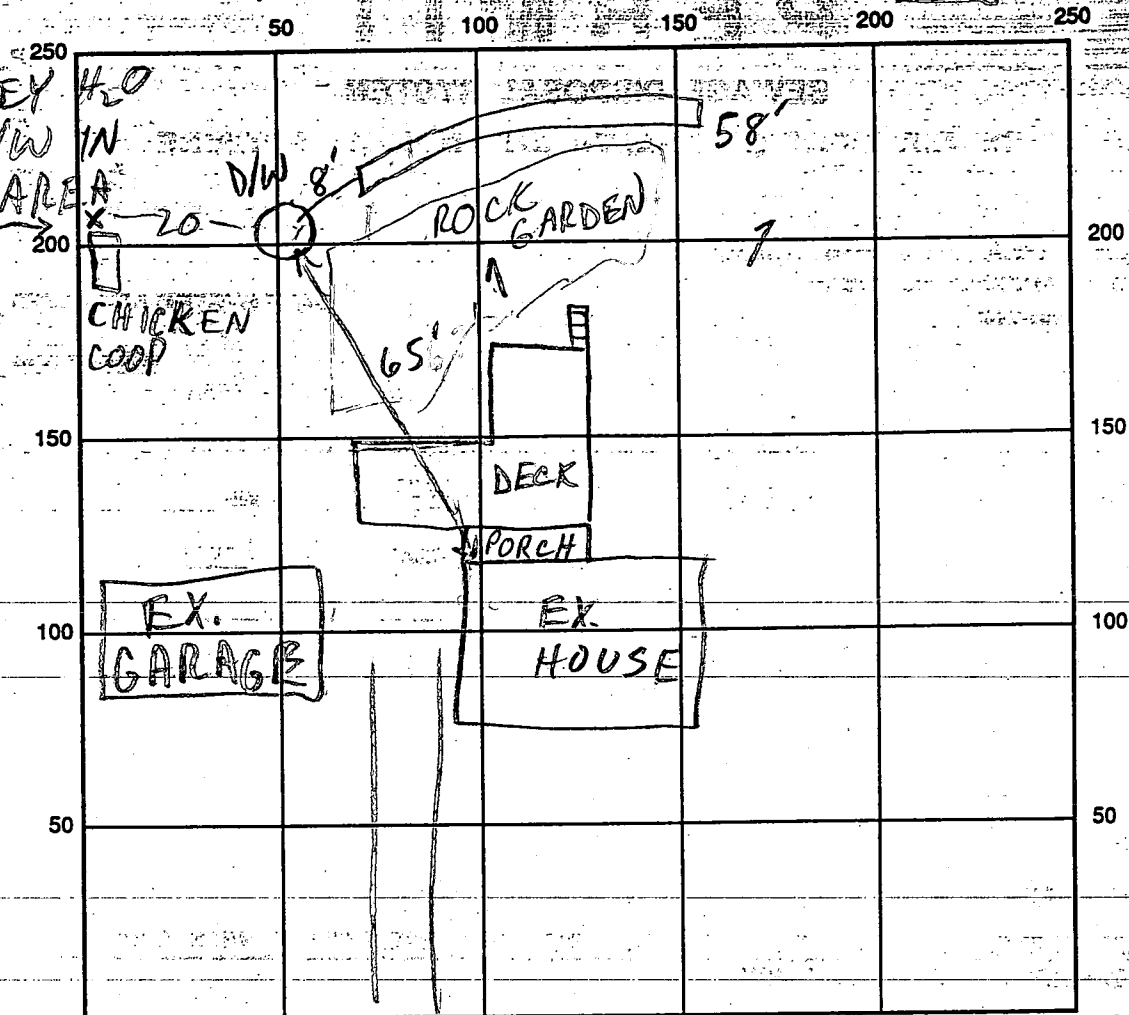 50 100 150 200 250
250
EY H₂O
/W IN
AREA
X —20—
D/W 8'
58'
ROCK
GARDEN
200 200
CHICKEN
COOP
65'
150 150
DECK
PORCH
EX.
GARAGE
EX.
HOUSE
100 100
50 50